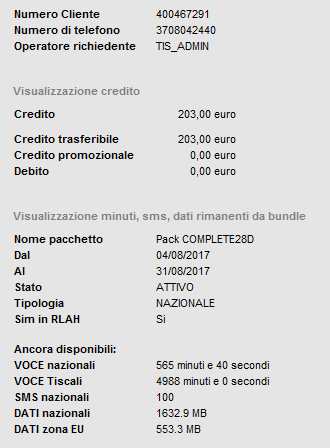 Numero Cliente 400467291
Numero di telefono 3708042440
Operatore richiedente TIS_ADMIN
Visualizzazione credito
Credito 203,00 euro
Credito trasferibile 203,00 euro
Credito promozionale 0,00 euro
Debito 0,00 euro
Visualizzazione minuti, sms, dati rimanenti da bundle
Nome pacchetto Pack COMPLETE28D
Dal 04/08/2017
Al 31/08/2017
Stato ATTIVO
Tipologia NAZIONALE
Sim in RLAH Si
Ancora disponibili:
VOCE nazionali 565 minuti e 40 secondi
VOCE Tiscali 4988 minuti e 0 secondi
SMS nazionali 100
DATI nazionali 1632.9 MB
DATI zona EU 553.3 MB